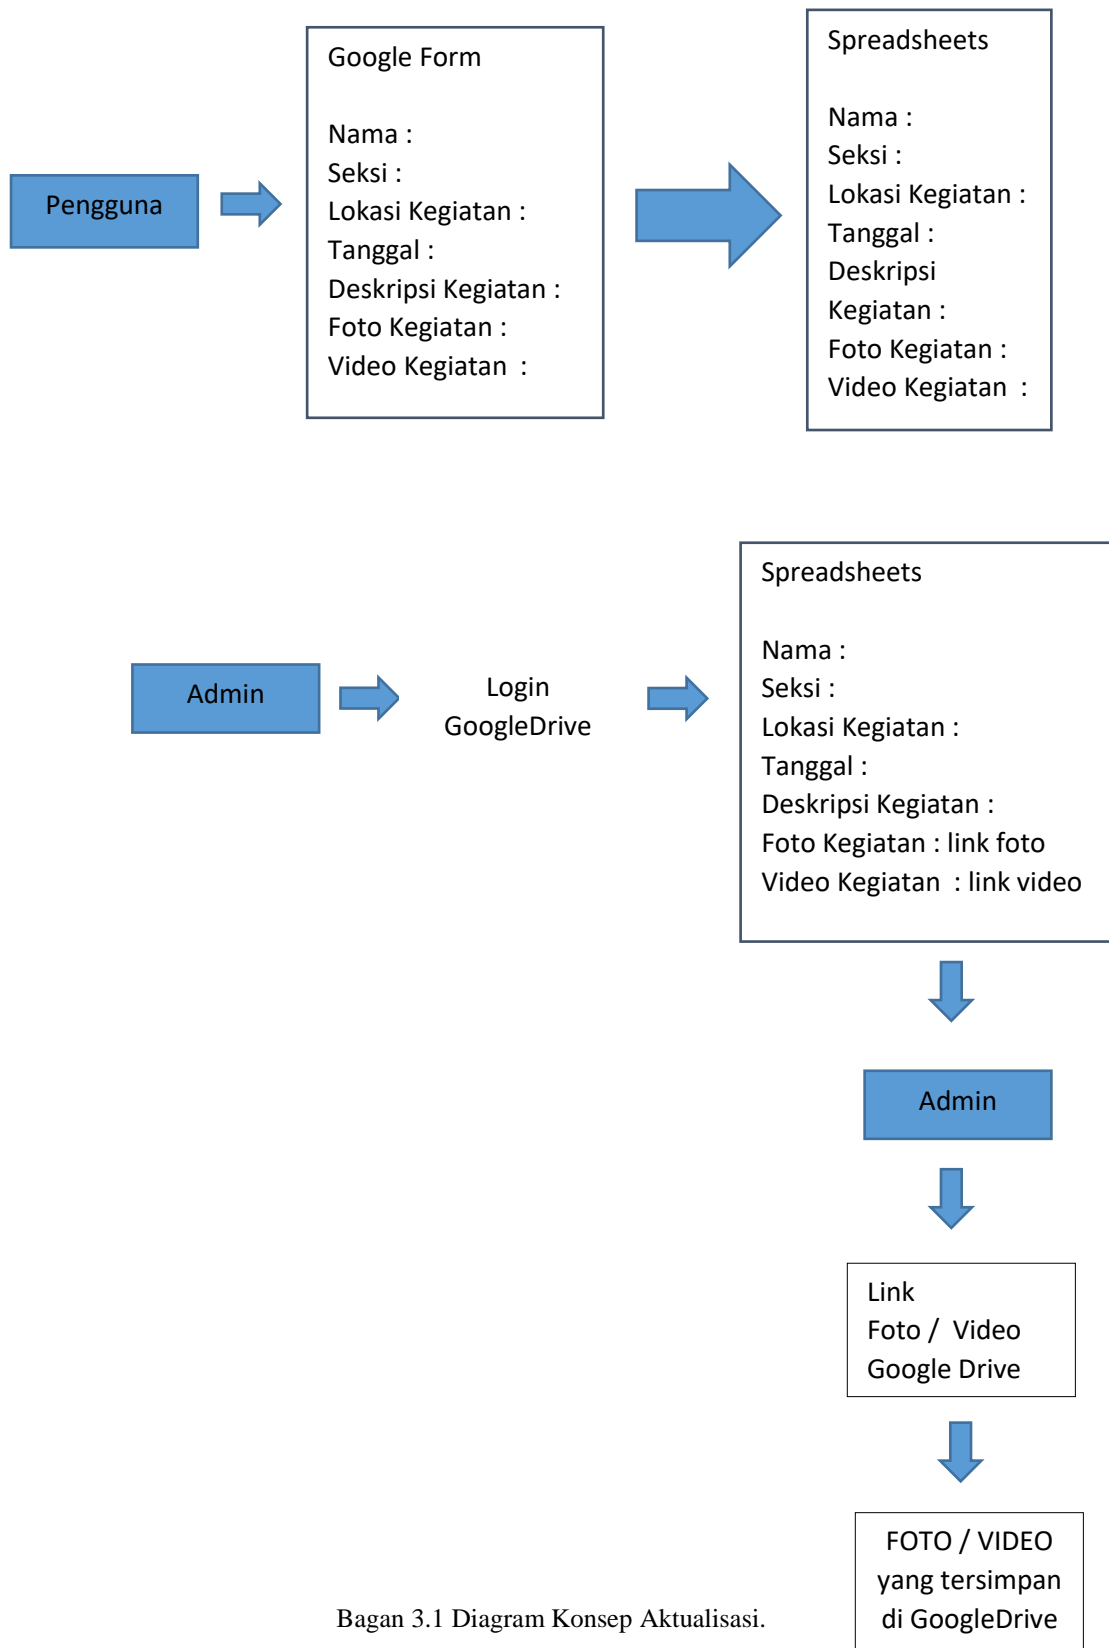 Pengguna
Google Form
Nama :
Seksi :
Lokasi Kegiatan :
Tanggal :
Deskripsi Kegiatan :
Foto Kegiatan :
Video Kegiatan  :
Spreadsheets
Nama :
Seksi :
Lokasi Kegiatan :
Tanggal :
Deskripsi
Kegiatan :
Foto Kegiatan :
Video Kegiatan  :
Admin
Login
GoogleDrive
Spreadsheets
Nama :
Seksi :
Lokasi Kegiatan :
Tanggal :
Deskripsi Kegiatan :
Foto Kegiatan : link foto
Video Kegiatan  : link video
Admin
Link
Foto /  Video
Google Drive
FOTO / VIDEO
yang tersimpan
di GoogleDrive
Bagan 3.1 Diagram Konsep Aktualisasi.